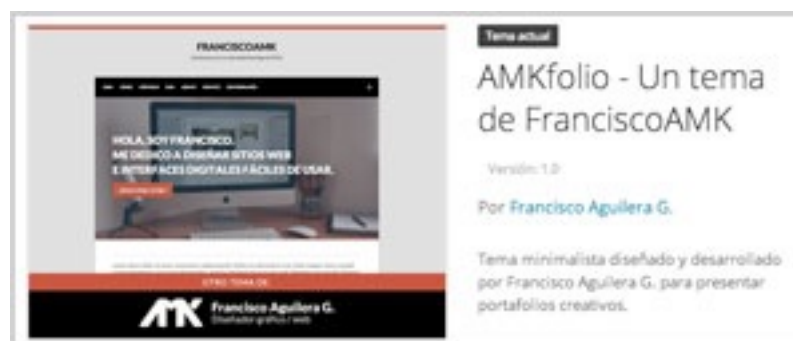 FRANCISCOAMK
HOLA, SOY FRANCISCO.
ME DEDICO A DISEÑAR SITIOS WEB
E INTERFACES DIGITALES FÁCILES DE USAR.
OTRO TEMA DE:
AMK
Francisco Aguilera G.
Diseñador gráfico / web
Tema actual
AMKfolio - Un tema
de FranciscoAMK
Versión: 1.0
Por Francisco Aguilera G.
Tema minimalista diseñado y desarrollado
por Francisco Aguilera G. para presentar
portafolios creativos.